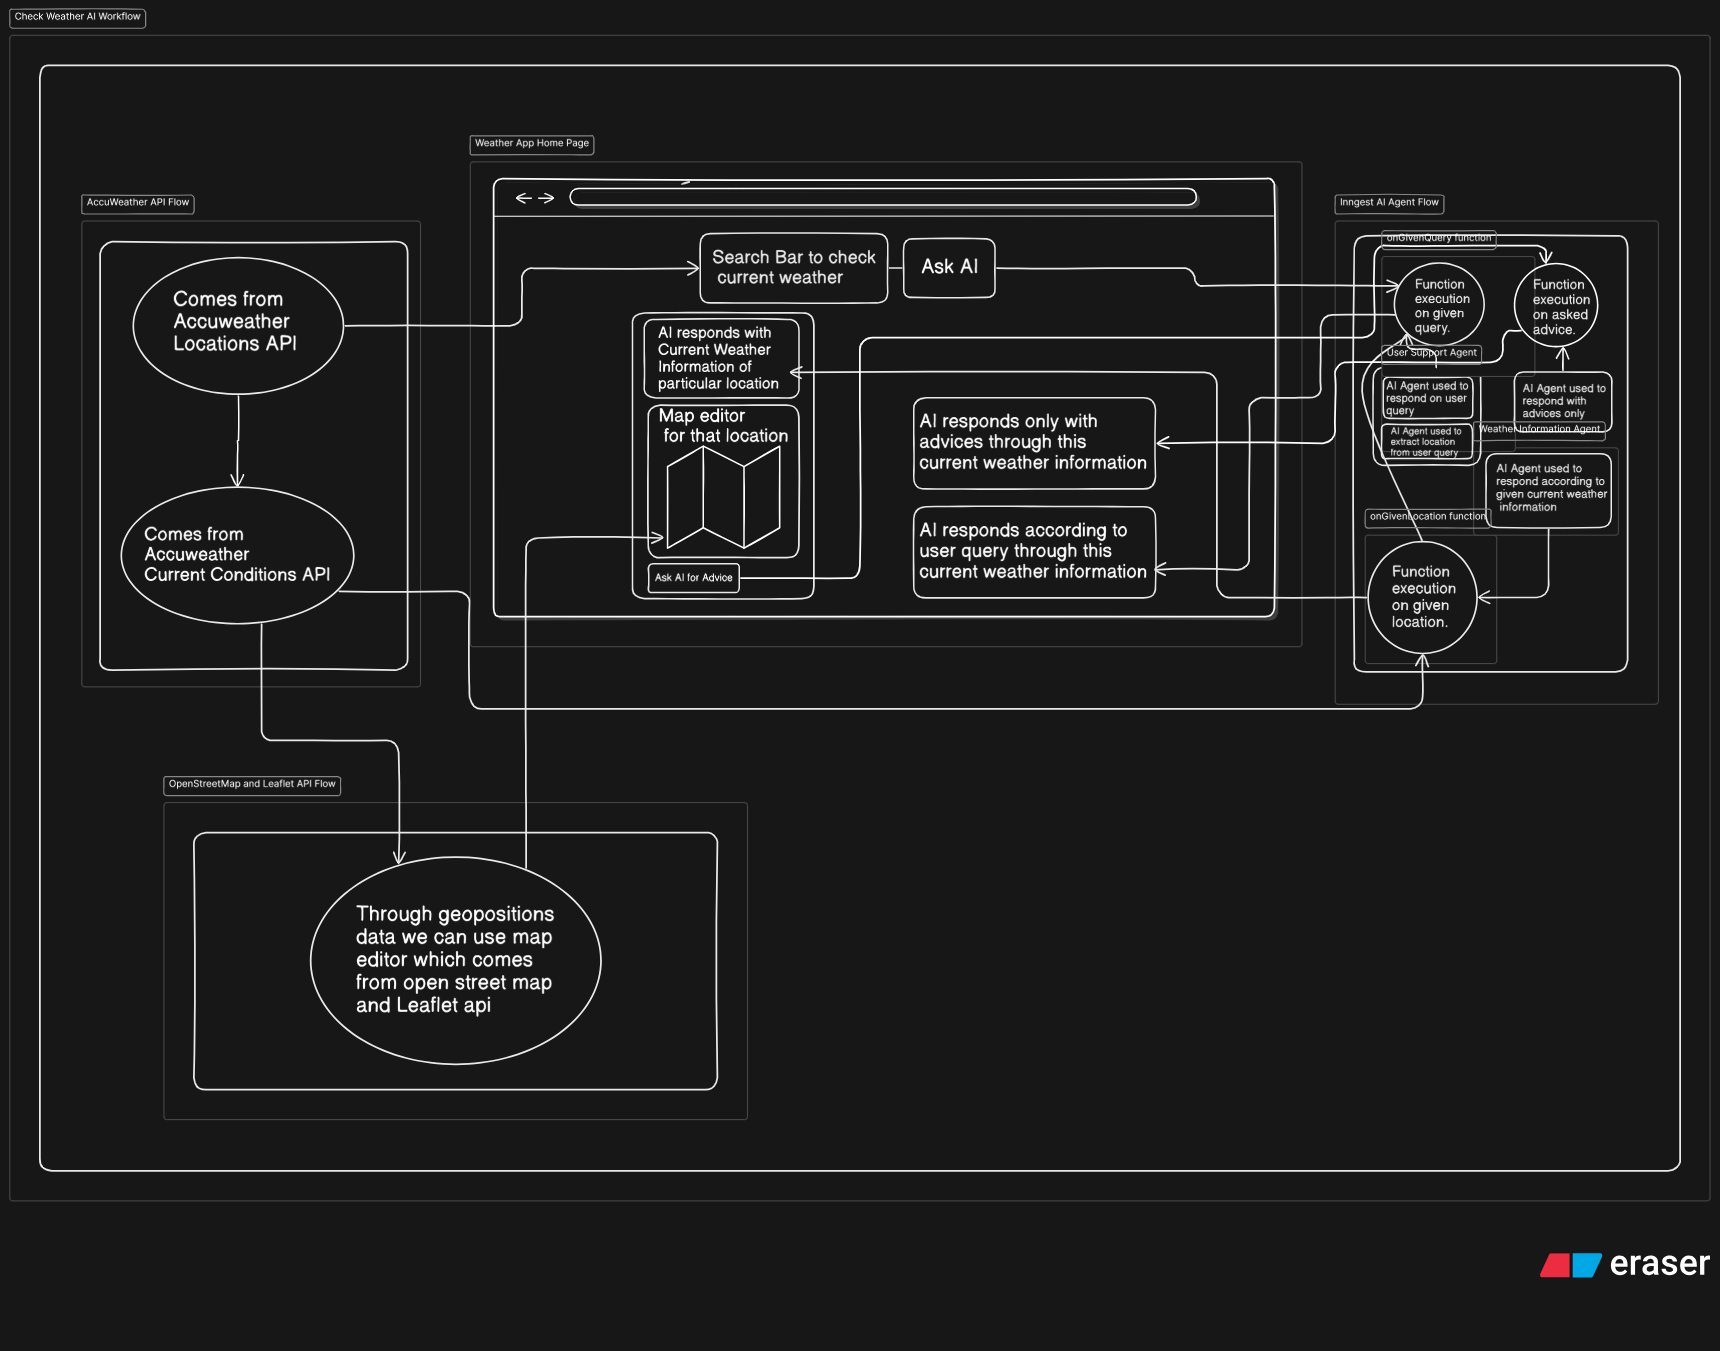 Check Weather AI Workflow
Weather App Home Page
AccuWeather API Flow
Inngest AI Agent Flow
Comes from
Accuweather
Locations API
Comes from
Accuweather
Current Conditions API
Search Bar to check
current weather
Ask AI
AI responds with
Current Weather
Information of
particular location
Map editor
for that location
Ask AI for Advice
AI responds only with
advices through this
current weather information
AI responds according to
user query through this
current weather information
onGivenQuery function
Function
execution
on given
query.
Function
execution
on asked
advice.
User Support Agent
AI Agent used to
respond on user
query
AI Agent used to
extract location
from user query
AI Agent used to
respond with
advices only
Weather Information Agent
AI Agent used to
respond according to
given current weather
information
onGivenLocation function
Function
execution
on given
location.
OpenStreetMap and Leaflet API Flow
Through geopositions
data we can use map
editor which comes
from open street map
and Leaflet api
eraser